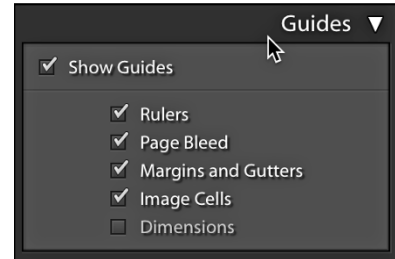 Guides
Show Guides
Rulers
Page Bleed
Margins and Gutters
Image Cells
Dimensions